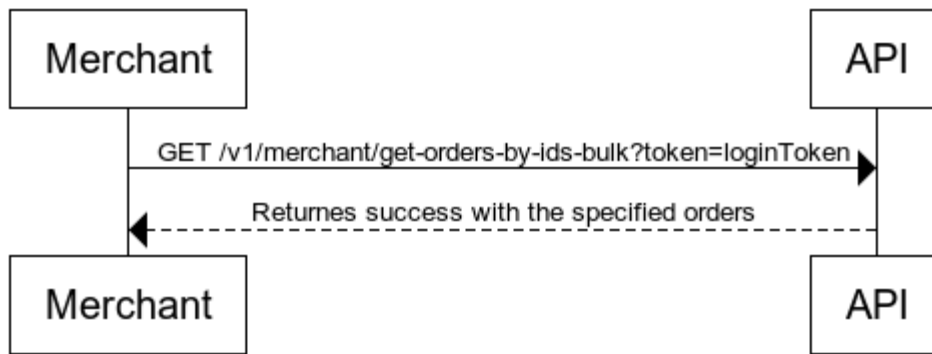 Merchant
API
GET /v1/merchant/get-orders-by-ids-bulk?token=loginToken
Returnes success with the specified orders
Merchant
API